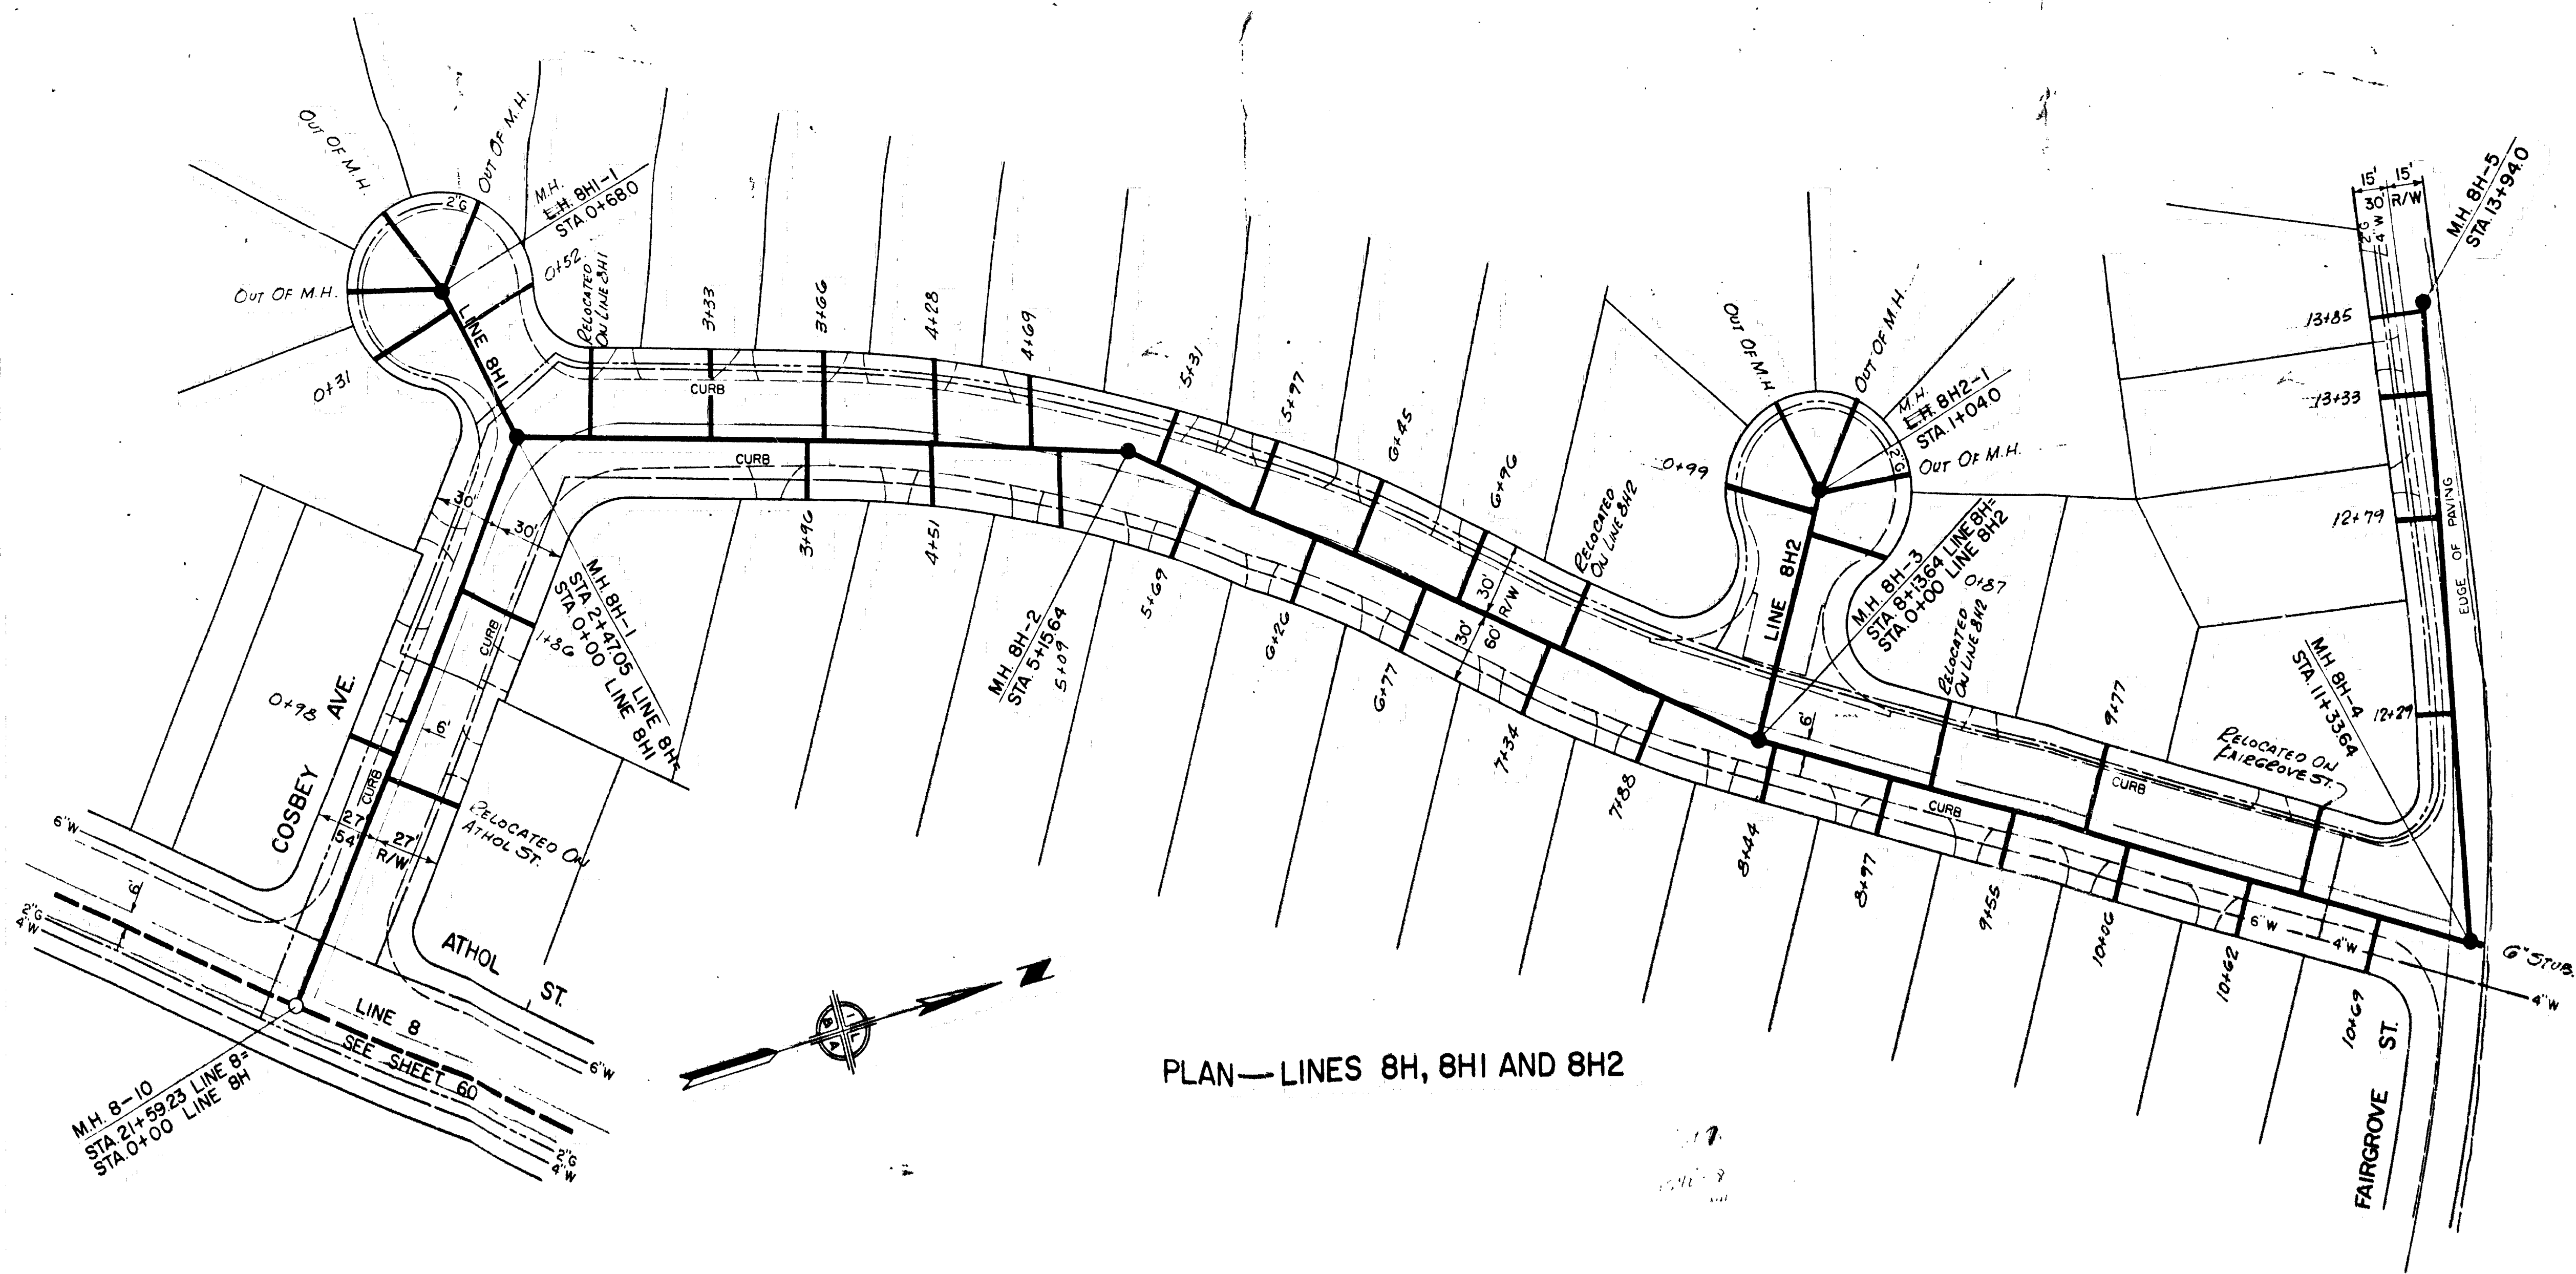 OUT OF M.H.
OUT OF M.H.
2"G
M.H.
E.H. 8H1-1
STA. 0+68.0
OUT OF M.H.
0+52
0+31
LINE 8H1
RELOCATED
ON LINE 8H1
3+33
3+66
4+28
4+69
5+31
5+97
6+45
6+96
CURB
CURB
RELOCATED
ON LINE 8H2
0+99
OUT OF M.H.
OUT OF M.H.
M.H.
E.H. 8H2-1
STA. 1+04.0
2"G
OUT OF M.H.
LINE 8H2
M.H. 8H-3
STA. 8+13.64 LINE 8H=
STA. 0+00 LINE 8H2
0+87
RELOCATED
ON LINE 8H2
9+77
15' 15'
30' R/W
2"G
4"W
M.H. 8H-5
STA. 13+94.0
13+85
13+33
12+79
12+29
EDGE OF PAVING
M.H. 8H-4
STA. 11+33.64
RELOCATED ON
FAIRGROVE ST.
CURB
CURB
30'
30'
M.H. 8H-1
STA. 2+47.05 LINE 8H=
STA. 0+00 LINE 8H1
CURB
1+86
0+98
COSBEY AVE.
6'
CURB
27' 27'
54' R/W
RELOCATED ON
ATHOL ST.
3+96
4+51
M.H. 8H-2
STA. 5+15.64
5+09
5+69
6+26
6+77
30'
30'
60' R/W
7+34
7+88
6'
8+44
8+97
9+55
10+06
10+62
10+69
6"W
4"W
6" STUB.
4"W
FAIRGROVE ST.
6"W
6'
2"G
4"W
ATHOL ST.
LINE 8
SEE SHEET 60
6"W
2"G
4"W
M.H. 8-10
STA. 21+59.23 LINE 8=
STA. 0+00 LINE 8H
PLAN—LINES 8H, 8H1 AND 8H2